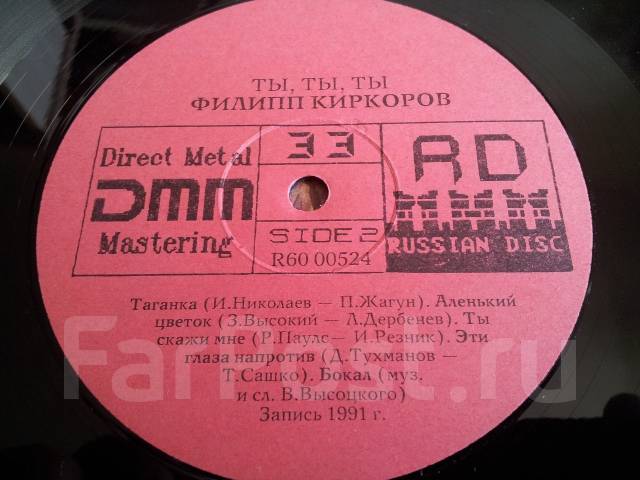 ТЫ, ТЫ, ТЫ
ФИЛИПП КИРКОРОВ
Direct Metal
DMM
Mastering
33
SIDE 2
R60 00524
RD
RUSSIAN DISC
Таганка (И.Николаев — П.Жагун). Аленький
цветок (З.Высокий — Л.Дербенев). Ты
скажи мне (Р.Паулс — И.Резник). Эти
глаза напротив (Д.Тухманов —
Т.Сашко). Бокал (муз.
и сл. В.Высоцкого)
Запись 1991 г.